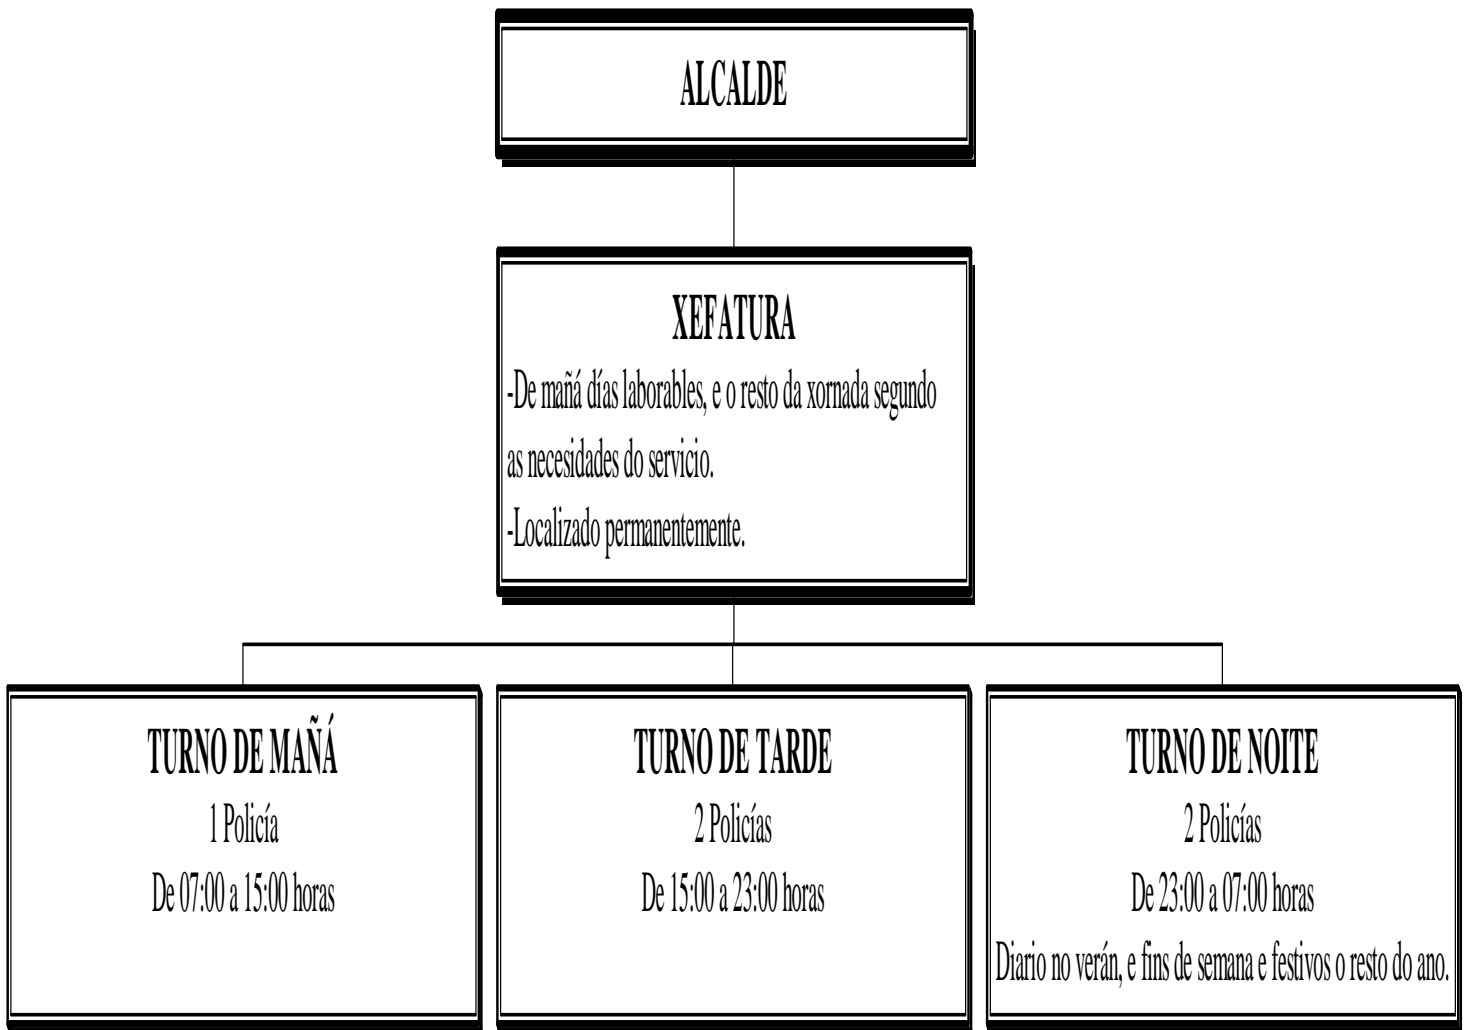 ALCALDE
XEFATURA
-De mañá días laborables, e o resto da xornada segundo
as necesidades do servicio.
-Localizado permanentemente.
TURNO DE MAÑÁ
1 Policía
De 07:00 a 15:00 horas
TURNO DE TARDE
2 Policías
De 15:00 a 23:00 horas
TURNO DE NOITE
2 Policías
De 23:00 a 07:00 horas
Diario no verán, e fins de semana e festivos o resto do ano.